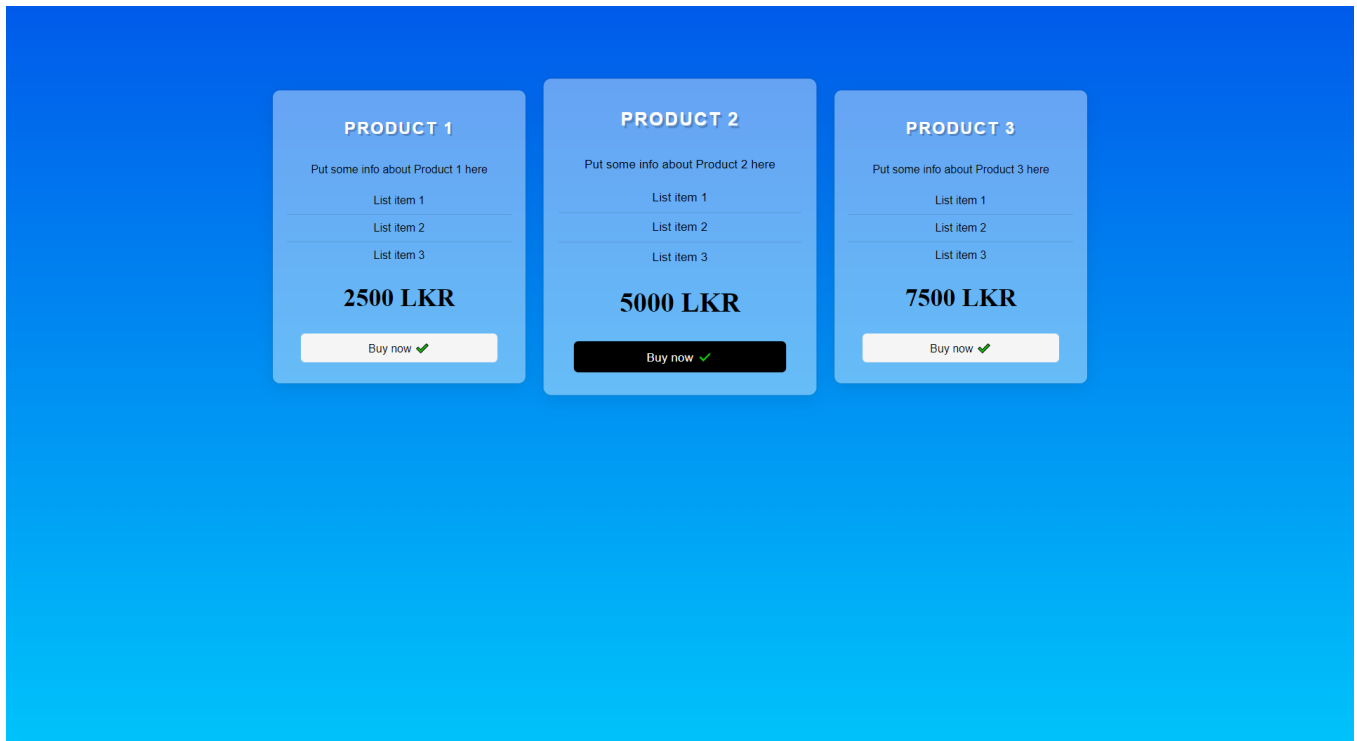 PRODUCT 1
Put some info about Product 1 here
List item 1
List item 2
List item 3
2500 LKR
Buy now
PRODUCT 2
Put some info about Product 2 here
List item 1
List item 2
List item 3
5000 LKR
Buy now
PRODUCT 3
Put some info about Product 3 here
List item 1
List item 2
List item 3
7500 LKR
Buy now